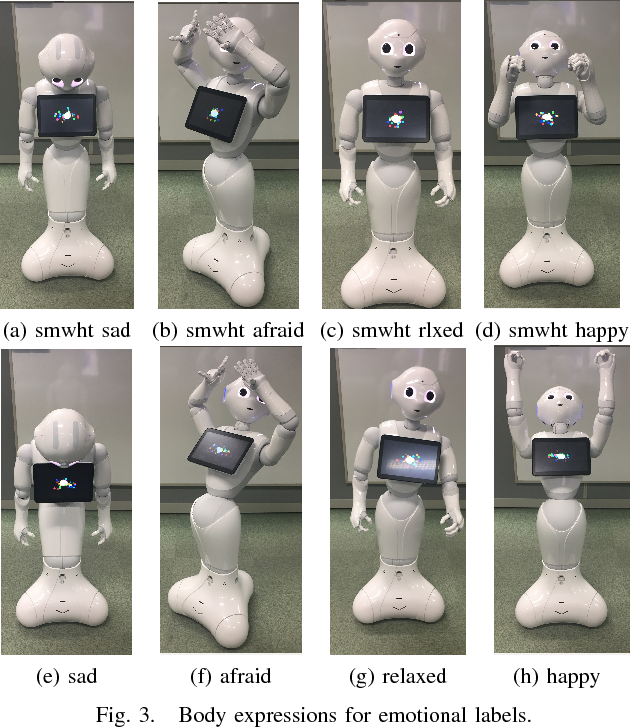 (a) smwht sad (b) smwht afraid (c) smwht rlxed (d) smwht happy
(e) sad (f) afraid (g) relaxed (h) happy
Fig. 3. Body expressions for emotional labels.